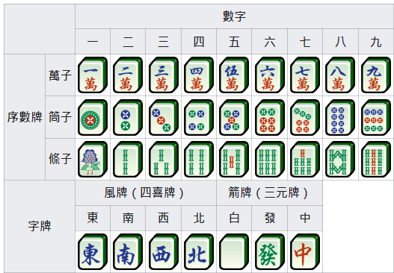 數字
一 二 三 四 五 六 七 八 九
序數牌
萬子
一萬 二萬 三萬 四萬 伍萬 六萬 七萬 八萬 九萬
筒子
條子
風牌（四喜牌） 箭牌（三元牌）
字牌
東 南 西 北 白 發 中
東 南 西 北 發 中